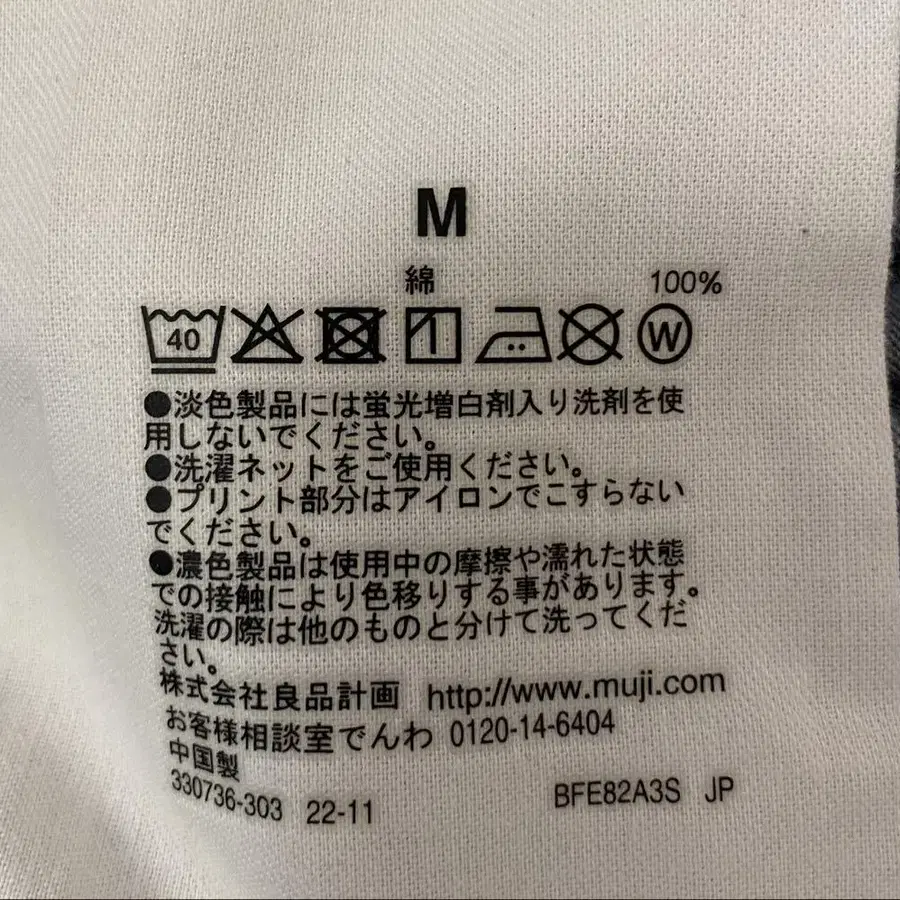 M
綿 100%
40 W
●淡色製品には蛍光増白剤入り洗剤を使
用しないでください。
●洗濯ネットをご使用ください。
●プリント部分はアイロンでこすらない
でください。
●濃色製品は使用中の摩擦や濡れた状態
での接触により色移りする事があります。
洗濯の際は他のものと分けて洗ってくだ
さい。
株式会社良品計画 http://www.muji.com
お客様相談室でんわ 0120-14-6404
中国製
330736-303 22-11 BFE82A3S JP